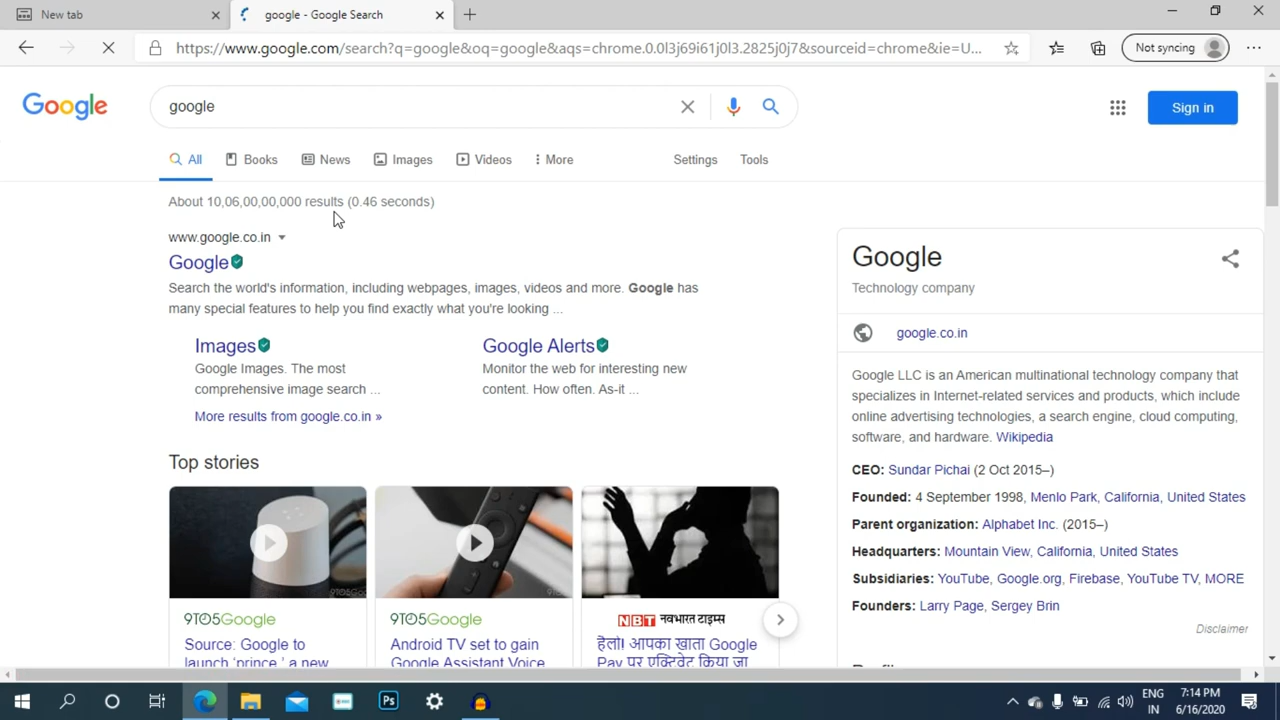 New tab
google - Google Search
https://www.google.com/search?q=google&oq=google&aqs=chrome.0.0l3j69i61j0l3.2825j0j7&sourceid=chrome&ie=U...
Not syncing
Google
google
Sign in
All
Books
News
Images
Videos
More
Settings
Tools
About 10,06,00,00,000 results (0.46 seconds)
www.google.co.in
Google
Search the world's information, including webpages, images, videos and more. Google has
many special features to help you find exactly what you're looking ...
Images
Google Images. The most
comprehensive image search ...
Google Alerts
Monitor the web for interesting new
content. How often. As-it ...
More results from google.co.in »
Top stories
9TO5Google
9TO5Google
9TO5Google
Source: Google to
launch 'prince,' a new
9TO5Google
Android TV set to gain
Google Assistant Voice
NBT नवभारत टाइम्स
हेलो! आपका खाता Google
Pay पर एक्टिवेट किया जा
Google
Technology company
google.co.in
Google LLC is an American multinational technology company that
specializes in Internet-related services and products, which include
online advertising technologies, a search engine, cloud computing,
software, and hardware. Wikipedia
CEO: Sundar Pichai (2 Oct 2015–)
Founded: 4 September 1998, Menlo Park, California, United States
Parent organization: Alphabet Inc. (2015–)
Headquarters: Mountain View, California, United States
Subsidiaries: YouTube, Google.org, Firebase, YouTube TV, MORE
Founders: Larry Page, Sergey Brin
Disclaimer
Ps
ENG
IN
7:14 PM
6/16/2020